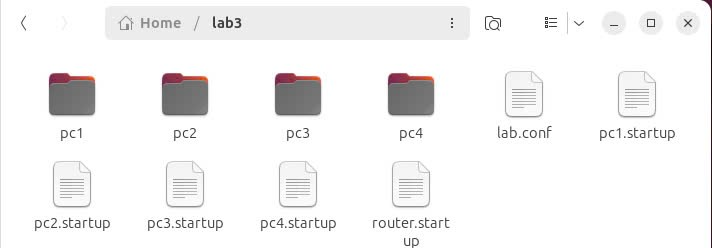 Home / lab3
pc1
pc2
pc3
pc4
lab.conf
pc1.startup
pc2.startup
pc3.startup
pc4.startup
router.start
up